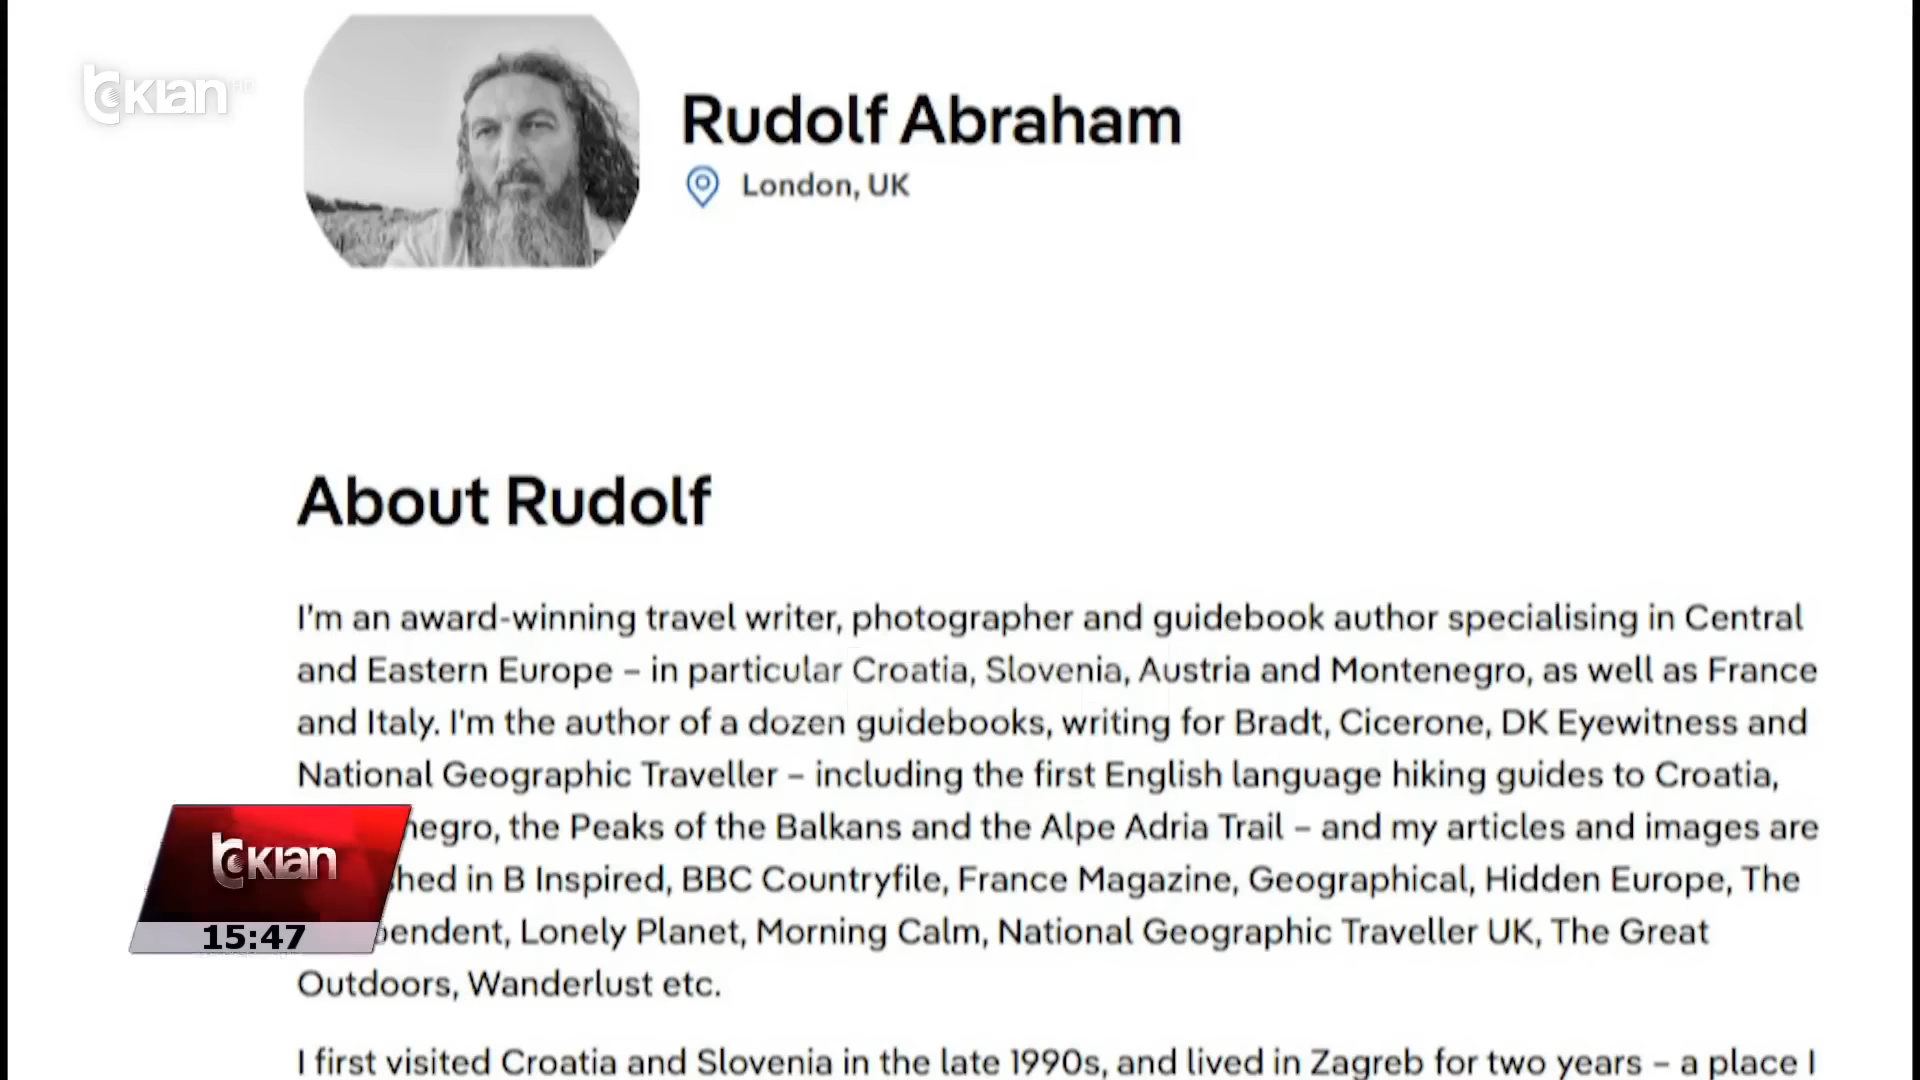 tvklan HD
Rudolf Abraham
London, UK
About Rudolf
I'm an award-winning travel writer, photographer and guidebook author specialising in Central
and Eastern Europe – in particular Croatia, Slovenia, Austria and Montenegro, as well as France
and Italy. I'm the author of a dozen guidebooks, writing for Bradt, Cicerone, DK Eyewitness and
National Geographic Traveller – including the first English language hiking guides to Croatia,
negro, the Peaks of the Balkans and the Alpe Adria Trail – and my articles and images are
hed in B Inspired, BBC Countryfile, France Magazine, Geographical, Hidden Europe, The
pendent, Lonely Planet, Morning Calm, National Geographic Traveller UK, The Great
Outdoors, Wanderlust etc.
I first visited Croatia and Slovenia in the late 1990s, and lived in Zagreb for two years – a place I
tvklan
15:47